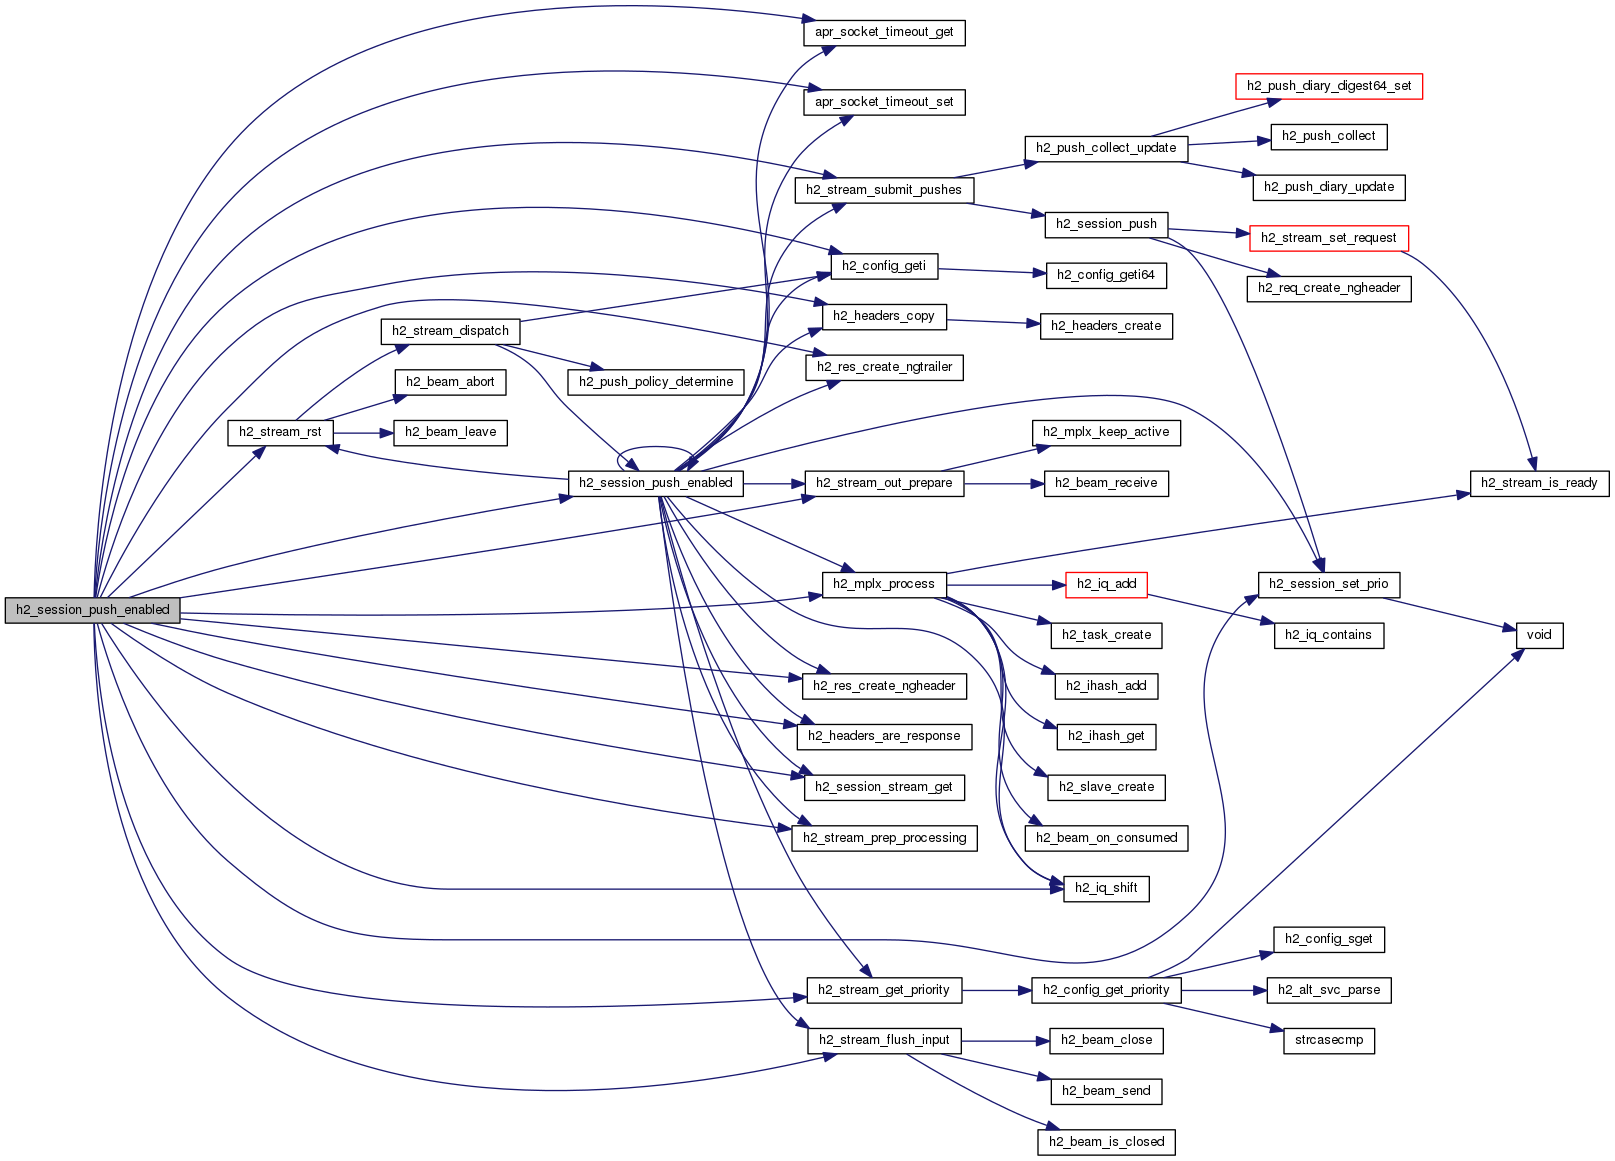 apr_socket_timeout_get
h2_push_diary_digest64_set
apr_socket_timeout_set
h2_push_collect
h2_push_collect_update
h2_stream_submit_pushes
h2_push_diary_update
h2_session_push
h2_stream_set_request
h2_config_geti
h2_config_geti64
h2_req_create_ngheader
h2_headers_copy
h2_headers_create
h2_stream_dispatch
h2_res_create_ngtrailer
h2_beam_abort
h2_push_policy_determine
h2_stream_rst
h2_beam_leave
h2_mplx_keep_active
h2_session_push_enabled
h2_stream_out_prepare
h2_beam_receive
h2_stream_is_ready
h2_mplx_process
h2_iq_add
h2_session_set_prio
h2_session_push_enabled
h2_task_create
h2_iq_contains
void
h2_res_create_ngheader
h2_ihash_add
h2_headers_are_response
h2_ihash_get
h2_session_stream_get
h2_slave_create
h2_stream_prep_processing
h2_beam_on_consumed
h2_iq_shift
h2_config_sget
h2_stream_get_priority
h2_config_get_priority
h2_alt_svc_parse
h2_stream_flush_input
h2_beam_close
strcasecmp
h2_beam_send
h2_beam_is_closed